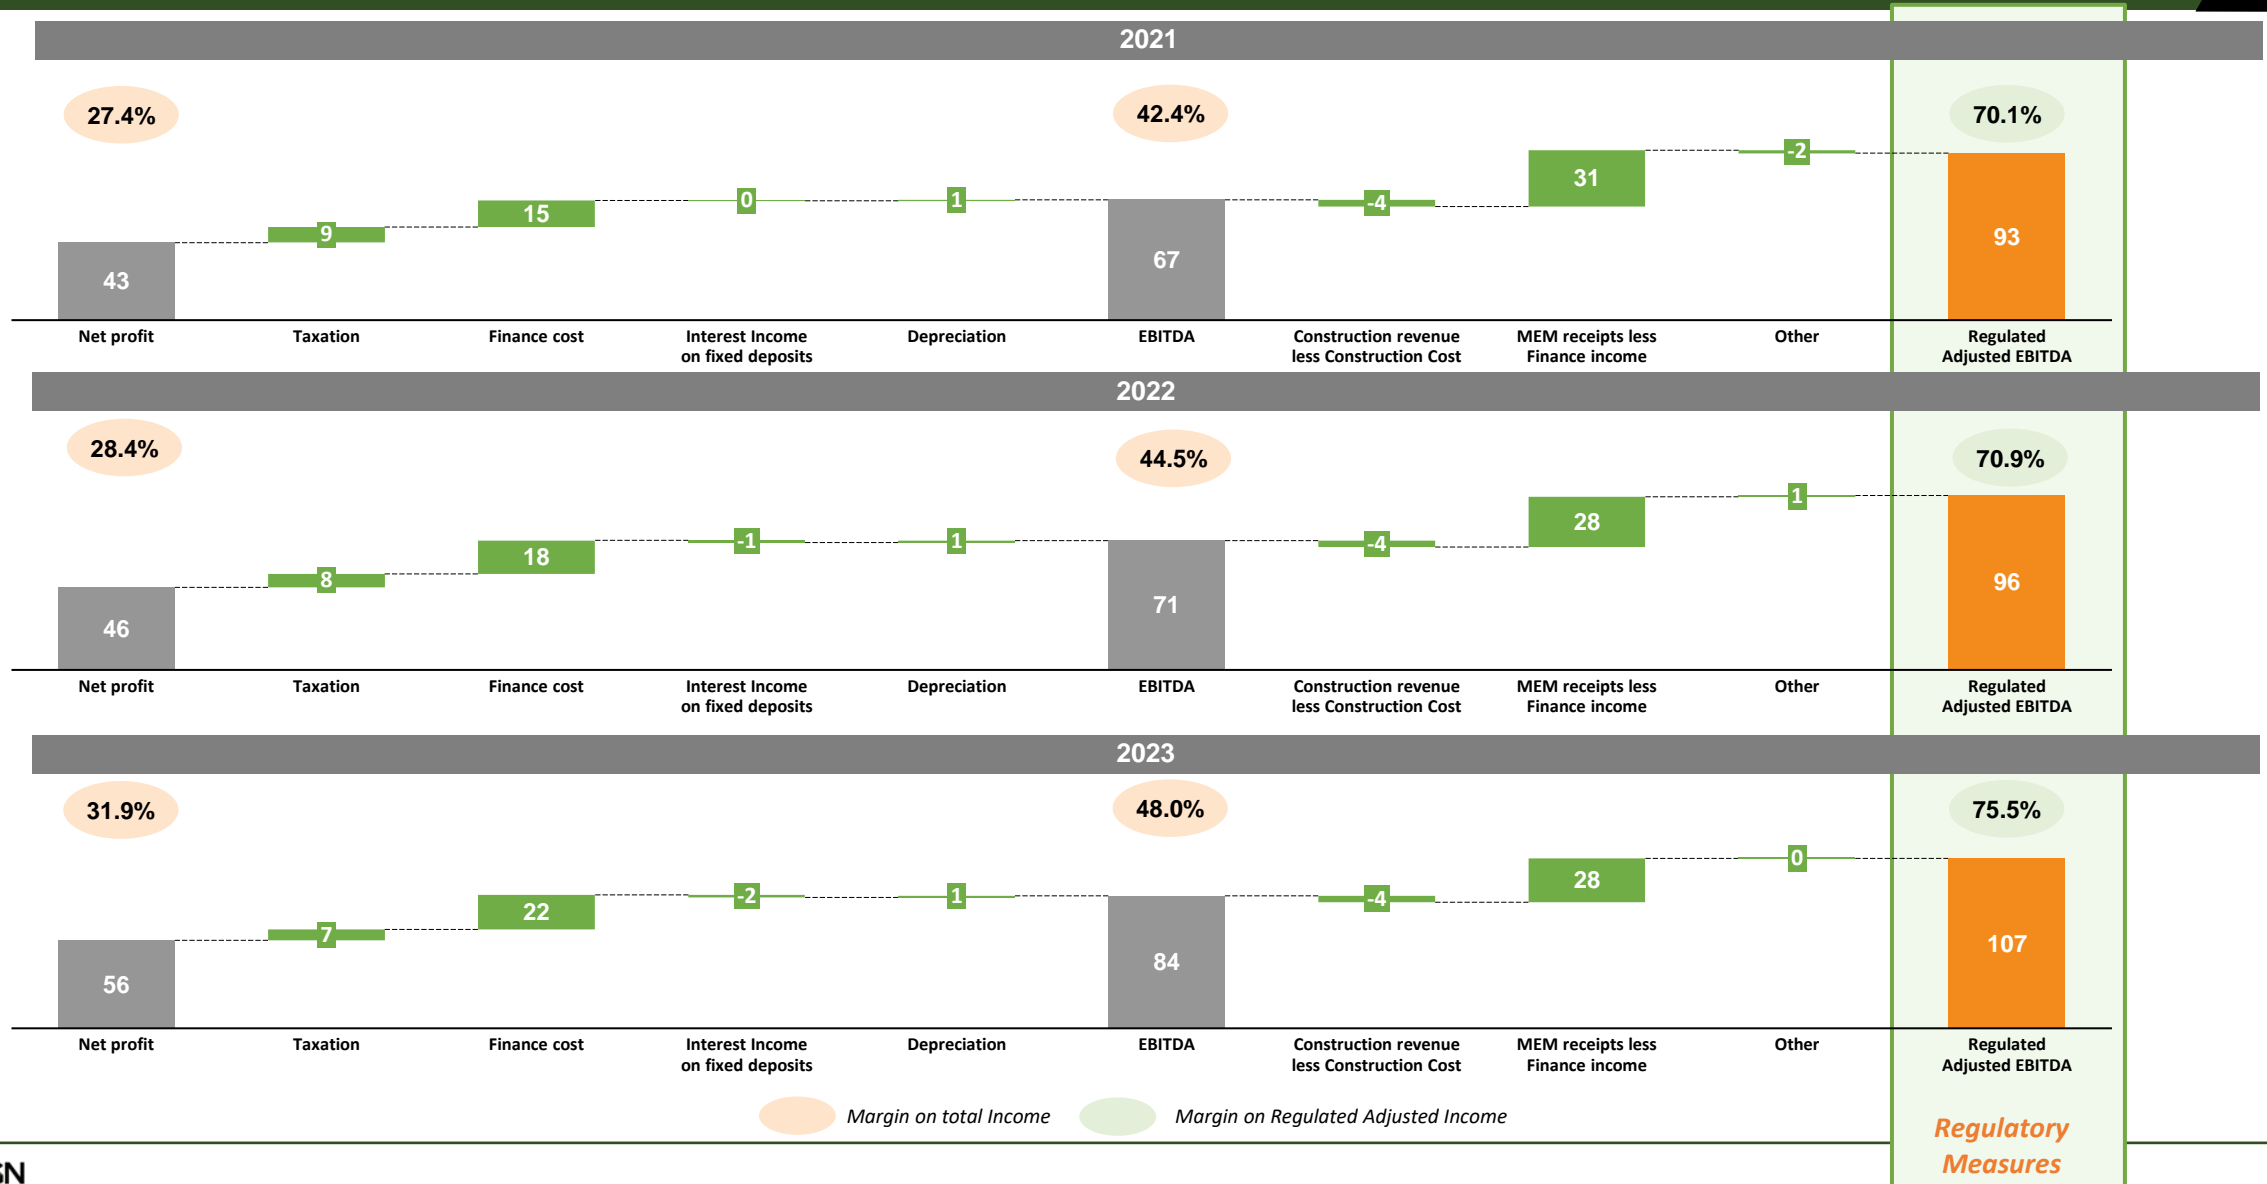 2021
27.4%
42.4%
70.1%
43
9
15
0
1
67
-4
31
-2
93
Net profit
Taxation
Finance cost
Interest Income
on fixed deposits
Depreciation
EBITDA
Construction revenue
less Construction Cost
MEM receipts less
Finance income
Other
Regulated
Adjusted EBITDA
2022
28.4%
44.5%
70.9%
46
8
18
-1
1
71
-4
28
1
96
Net profit
Taxation
Finance cost
Interest Income
on fixed deposits
Depreciation
EBITDA
Construction revenue
less Construction Cost
MEM receipts less
Finance income
Other
Regulated
Adjusted EBITDA
2023
31.9%
48.0%
75.5%
56
7
22
-2
1
84
-4
28
0
107
Net profit
Taxation
Finance cost
Interest Income
on fixed deposits
Depreciation
EBITDA
Construction revenue
less Construction Cost
MEM receipts less
Finance income
Other
Regulated
Adjusted EBITDA
Margin on total Income
Margin on Regulated Adjusted Income
Regulatory
Measures